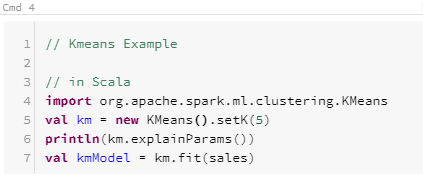 Cmd 4
1 // Kmeans Example
2
3 // in Scala
4 import org.apache.spark.ml.clustering.KMeans
5 val km = new KMeans().setK(5)
6 println(km.explainParams())
7 val kmModel = km.fit(sales)